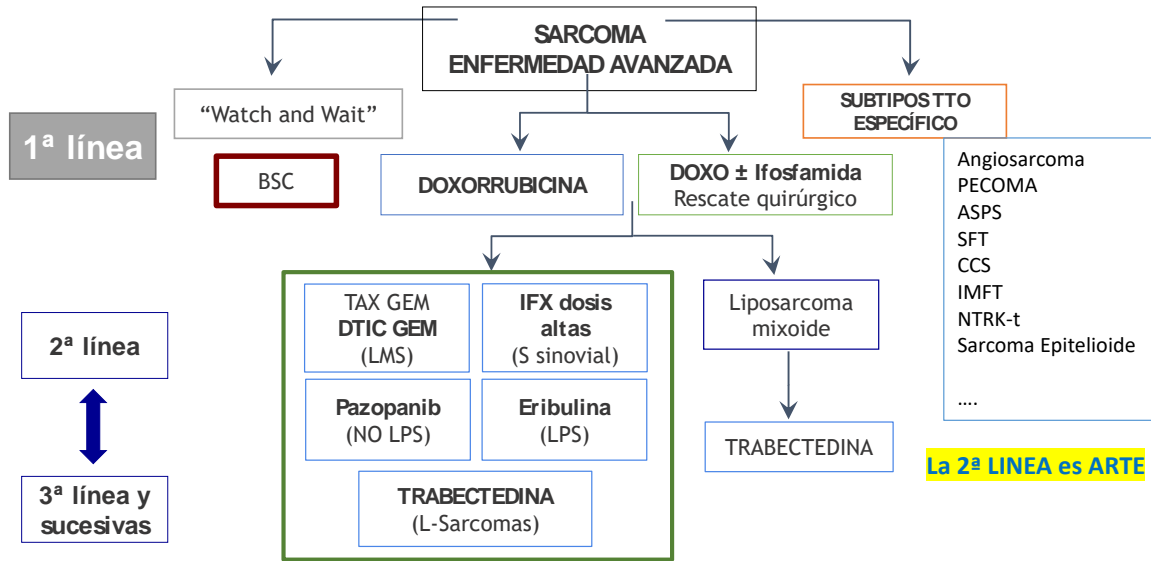 SARCOMA
ENFERMEDAD AVANZADA
1ª línea
“Watch and Wait”
BSC
DOXORRUBICINA
DOXO ± Ifosfamida
Rescate quirúrgico
SUBTIPOS TTO
ESPECÍFICO
Angiosarcoma
PECOMA
ASPS
SFT
CCS
IMFT
NTRK-t
Sarcoma Epitelioide
....
2ª línea
3ª línea y
sucesivas
TAX GEM
DTIC GEM
(LMS)
IFX dosis
altas
(S sinovial)
Pazopanib
(NO LPS)
Eribulina
(LPS)
TRABECTEDINA
(L-Sarcomas)
Liposarcoma
mixoide
TRABECTEDINA
La 2ª LINEA es ARTE